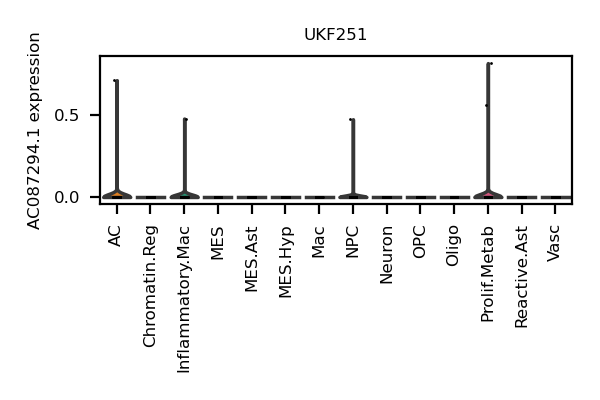 UKF251
AC087294.1 expression
0.5
0.0
AC
Chromatin.Reg
Inflammatory.Mac
MES
MES.Ast
MES.Hyp
Mac
NPC
Neuron
OPC
Oligo
Prolif.Metab
Reactive.Ast
Vasc